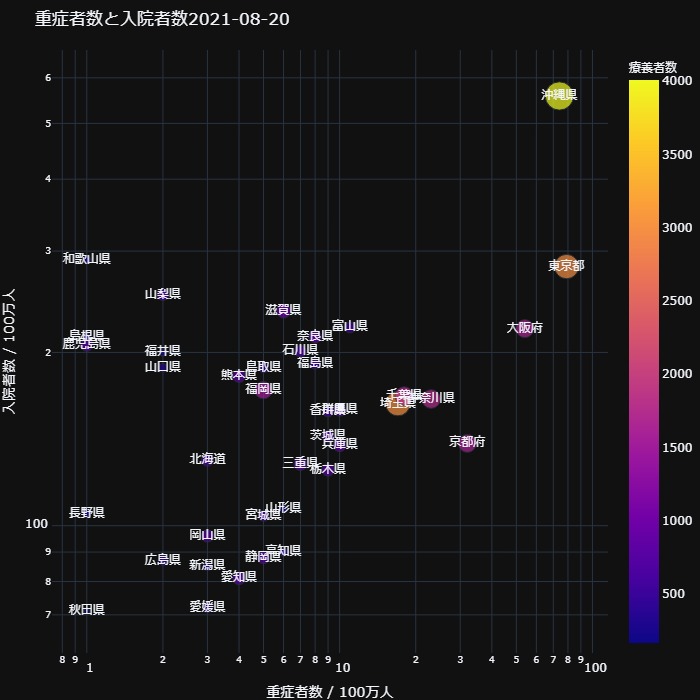 重症者数と入院者数2021-08-20
療養者数
4000
3500
3000
2500
2000
1500
1000
500
6
5
4
3
2
100
9
8
7
入院者数 / 100万人
沖縄県
和歌山県
東京都
山梨県
滋賀県
富山県
大阪府
島根県
奈良県
鹿児島県
福井県
石川県
山口県
鳥取県
福島県
熊本県
福岡県
千葉県
神奈川県
埼玉県
香川県
群馬県
茨城県
兵庫県
京都府
北海道
三重県
栃木県
長野県
宮城県
山形県
岡山県
広島県
新潟県
静岡県
高知県
愛知県
秋田県
愛媛県
8 9 1 2 3 4 5 6 7 8 9 10 2 3 4 5 6 7 8 9 100
重症者数 / 100万人